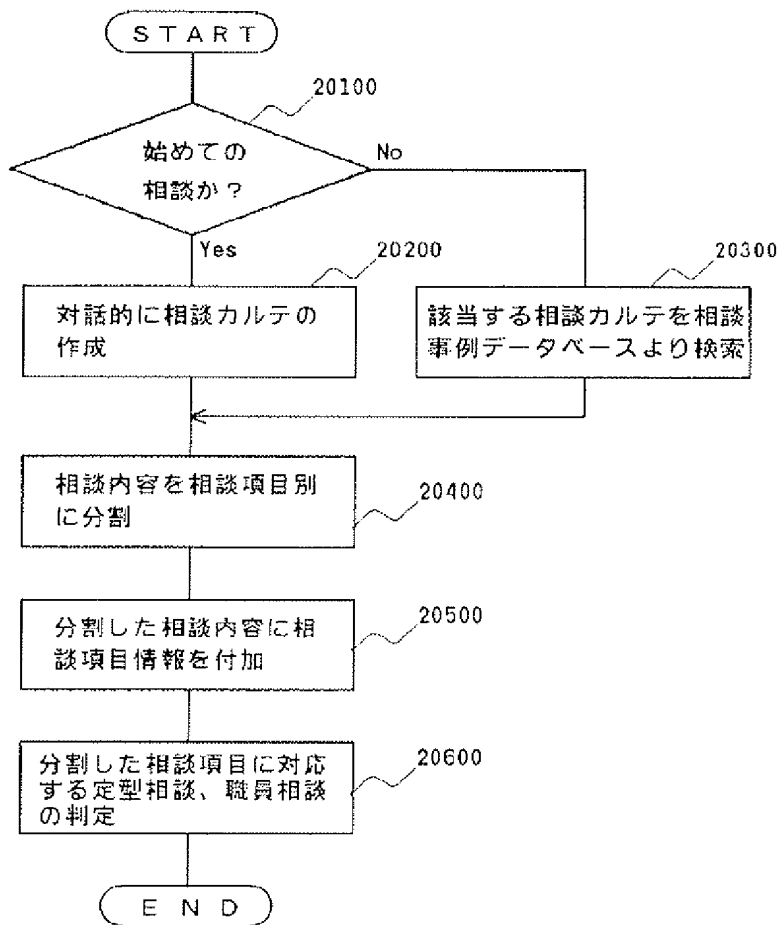 START
20100
始めての
相談か？
No
Yes
20200
20300
対話的に相談カルテの
作成
該当する相談カルテを相談
事例データベースより検索
相談内容を相談項目別
に分割
20400
分割した相談内容に相
談項目情報を付加
20500
分割した相談項目に対応
する定型相談、職員相談
の判定
20600
END